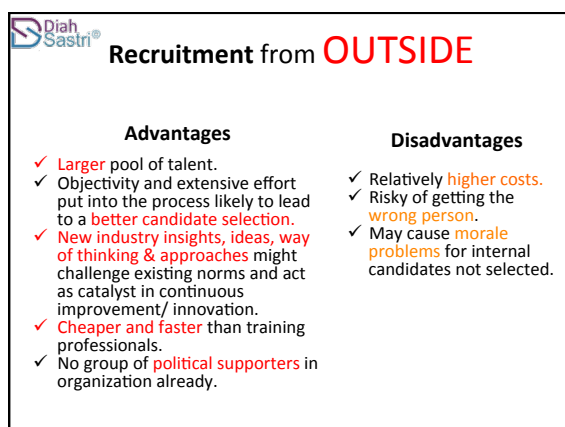 Diah
Sastri®
Recruitment from OUTSIDE
Advantages
✓ Larger pool of talent.
✓ Objectivity and extensive effort
put into the process likely to lead
to a better candidate selection.
✓ New industry insights, ideas, way
of thinking & approaches might
challenge existing norms and act
as catalyst in continuous
improvement/ innovation.
✓ Cheaper and faster than training
professionals.
✓ No group of political supporters in
organization already.
Disadvantages
✓ Relatively higher costs.
✓ Risky of getting the
wrong person.
✓ May cause morale
problems for internal
candidates not selected.